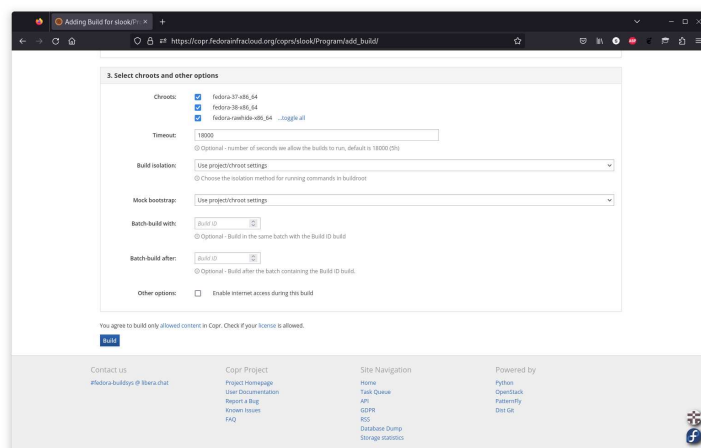 Adding Build for slook/Pro
https://copr.fedorainfracloud.org/coprs/slook/Program/add_build/
3. Select chroots and other options
Chroots:
fedora-37-x86_64
fedora-38-x86_64
fedora-rawhide-x86_64 ...toggle all
Timeout: 18000
Optional - number of seconds we allow the builds to run, default is 18000 (5h)
Build isolation: Use project/chroot settings
Choose the isolation method for running commands in buildroot
Mock bootstrap: Use project/chroot settings
Batch-build with: Build ID
Optional - Build in the same batch with the Build ID build
Batch-build after: Build ID
Optional - Build after the batch containing the Build ID build.
Other options: Enable internet access during this build
You agree to build only allowed content in Copr. Check if your license is allowed.
Build
Contact us
#fedora-buildsys @ libera.chat
Copr Project
Project Homepage
User Documentation
Report a Bug
Known Issues
FAQ
Site Navigation
Home
Task Queue
API
GDPR
RSS
Database Dump
Storage statistics
Powered by
Python
OpenStack
PatternFly
Dist Git